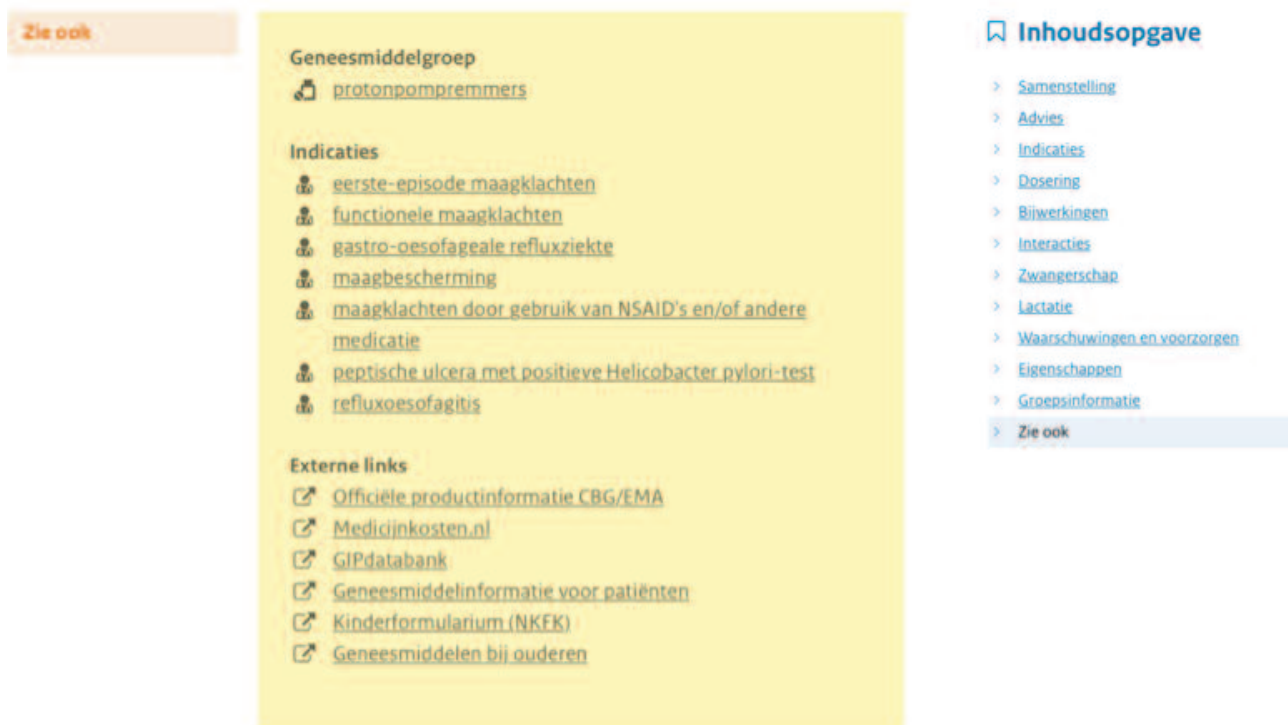 Zie ook
Geneesmiddelgroep
protonpompremmers
Indicaties
eerste-episode maagklachten
functionele maagklachten
gastro-oesofageale refluxziekte
maagbescherming
maagklachten door gebruik van NSAID's en/of andere
medicatie
peptische ulcera met positieve Helicobacter pylori-test
refluxoesofagitis
Externe links
Officiële productinformatie CBG/EMA
Medicijnkosten.nl
GIPdatabank
Geneesmiddelinformatie voor patiënten
Kinderformularium (NKFK)
Geneesmiddelen bij ouderen
Inhoudsopgave
Samenstelling
Advies
Indicaties
Dosering
Bijwerkingen
Interacties
Zwangerschap
Lactatie
Waarschuwingen en voorzorgen
Eigenschappen
Groepsinformatie
Zie ook